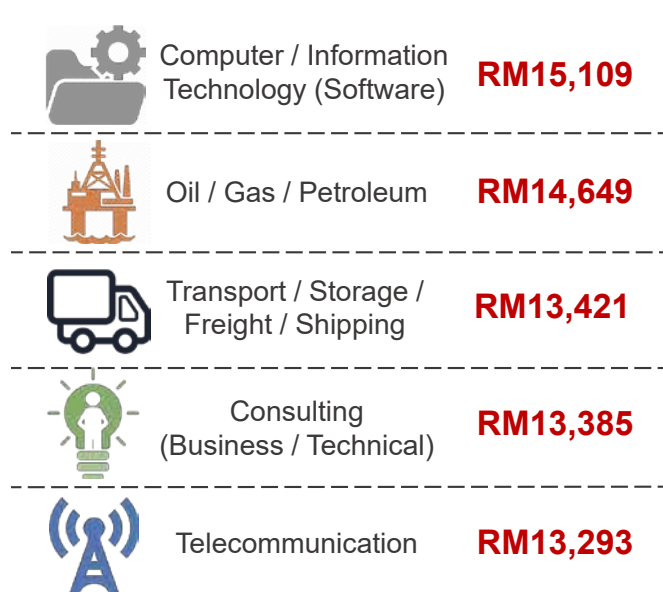 Computer / Information
Technology (Software)
RM15,109
Oil / Gas / Petroleum
RM14,649
Transport / Storage /
Freight / Shipping
RM13,421
Consulting
(Business / Technical)
RM13,385
Telecommunication
RM13,293